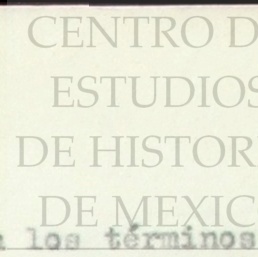 CENTRO D
ESTUDIOS
DE HISTOR
DE MEXIC
a los términos